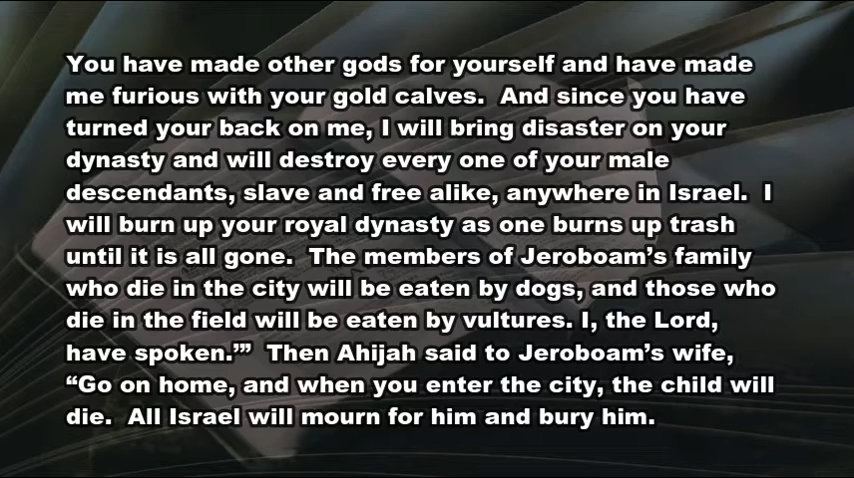 You have made other gods for yourself and have made
me furious with your gold calves.  And since you have
turned your back on me, I will bring disaster on your
dynasty and will destroy every one of your male
descendants, slave and free alike, anywhere in Israel.  I
will burn up your royal dynasty as one burns up trash
until it is all gone.  The members of Jeroboam’s family
who die in the city will be eaten by dogs, and those who
die in the field will be eaten by vultures. I, the Lord,
have spoken.’”  Then Ahijah said to Jeroboam’s wife,
“Go on home, and when you enter the city, the child will
die.  All Israel will mourn for him and bury him.